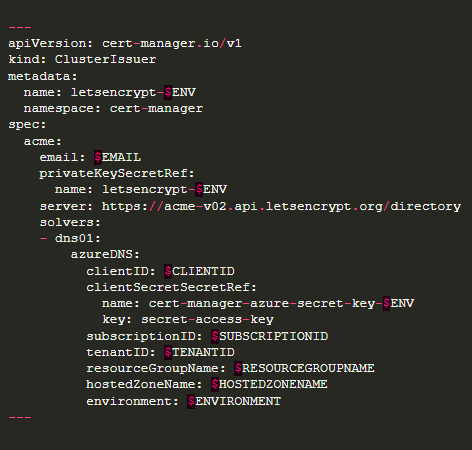 ---
apiVersion: cert-manager.io/v1
kind: ClusterIssuer
metadata:
  name: letsencrypt-$ENV
  namespace: cert-manager
spec:
  acme:
    email: $EMAIL
    privateKeySecretRef:
      name: letsencrypt-$ENV
    server: https://acme-v02.api.letsencrypt.org/directory
    solvers:
    - dns01:
        azureDNS:
          clientID: $CLIENTID
          clientSecretSecretRef:
            name: cert-manager-azure-secret-key-$ENV
            key: secret-access-key
          subscriptionID: $SUBSCRIPTIONID
          tenantID: $TENANTID
          resourceGroupName: $RESOURCEGROUPNAME
          hostedZoneName: $HOSTEDZONENAME
          environment: $ENVIRONMENT
---